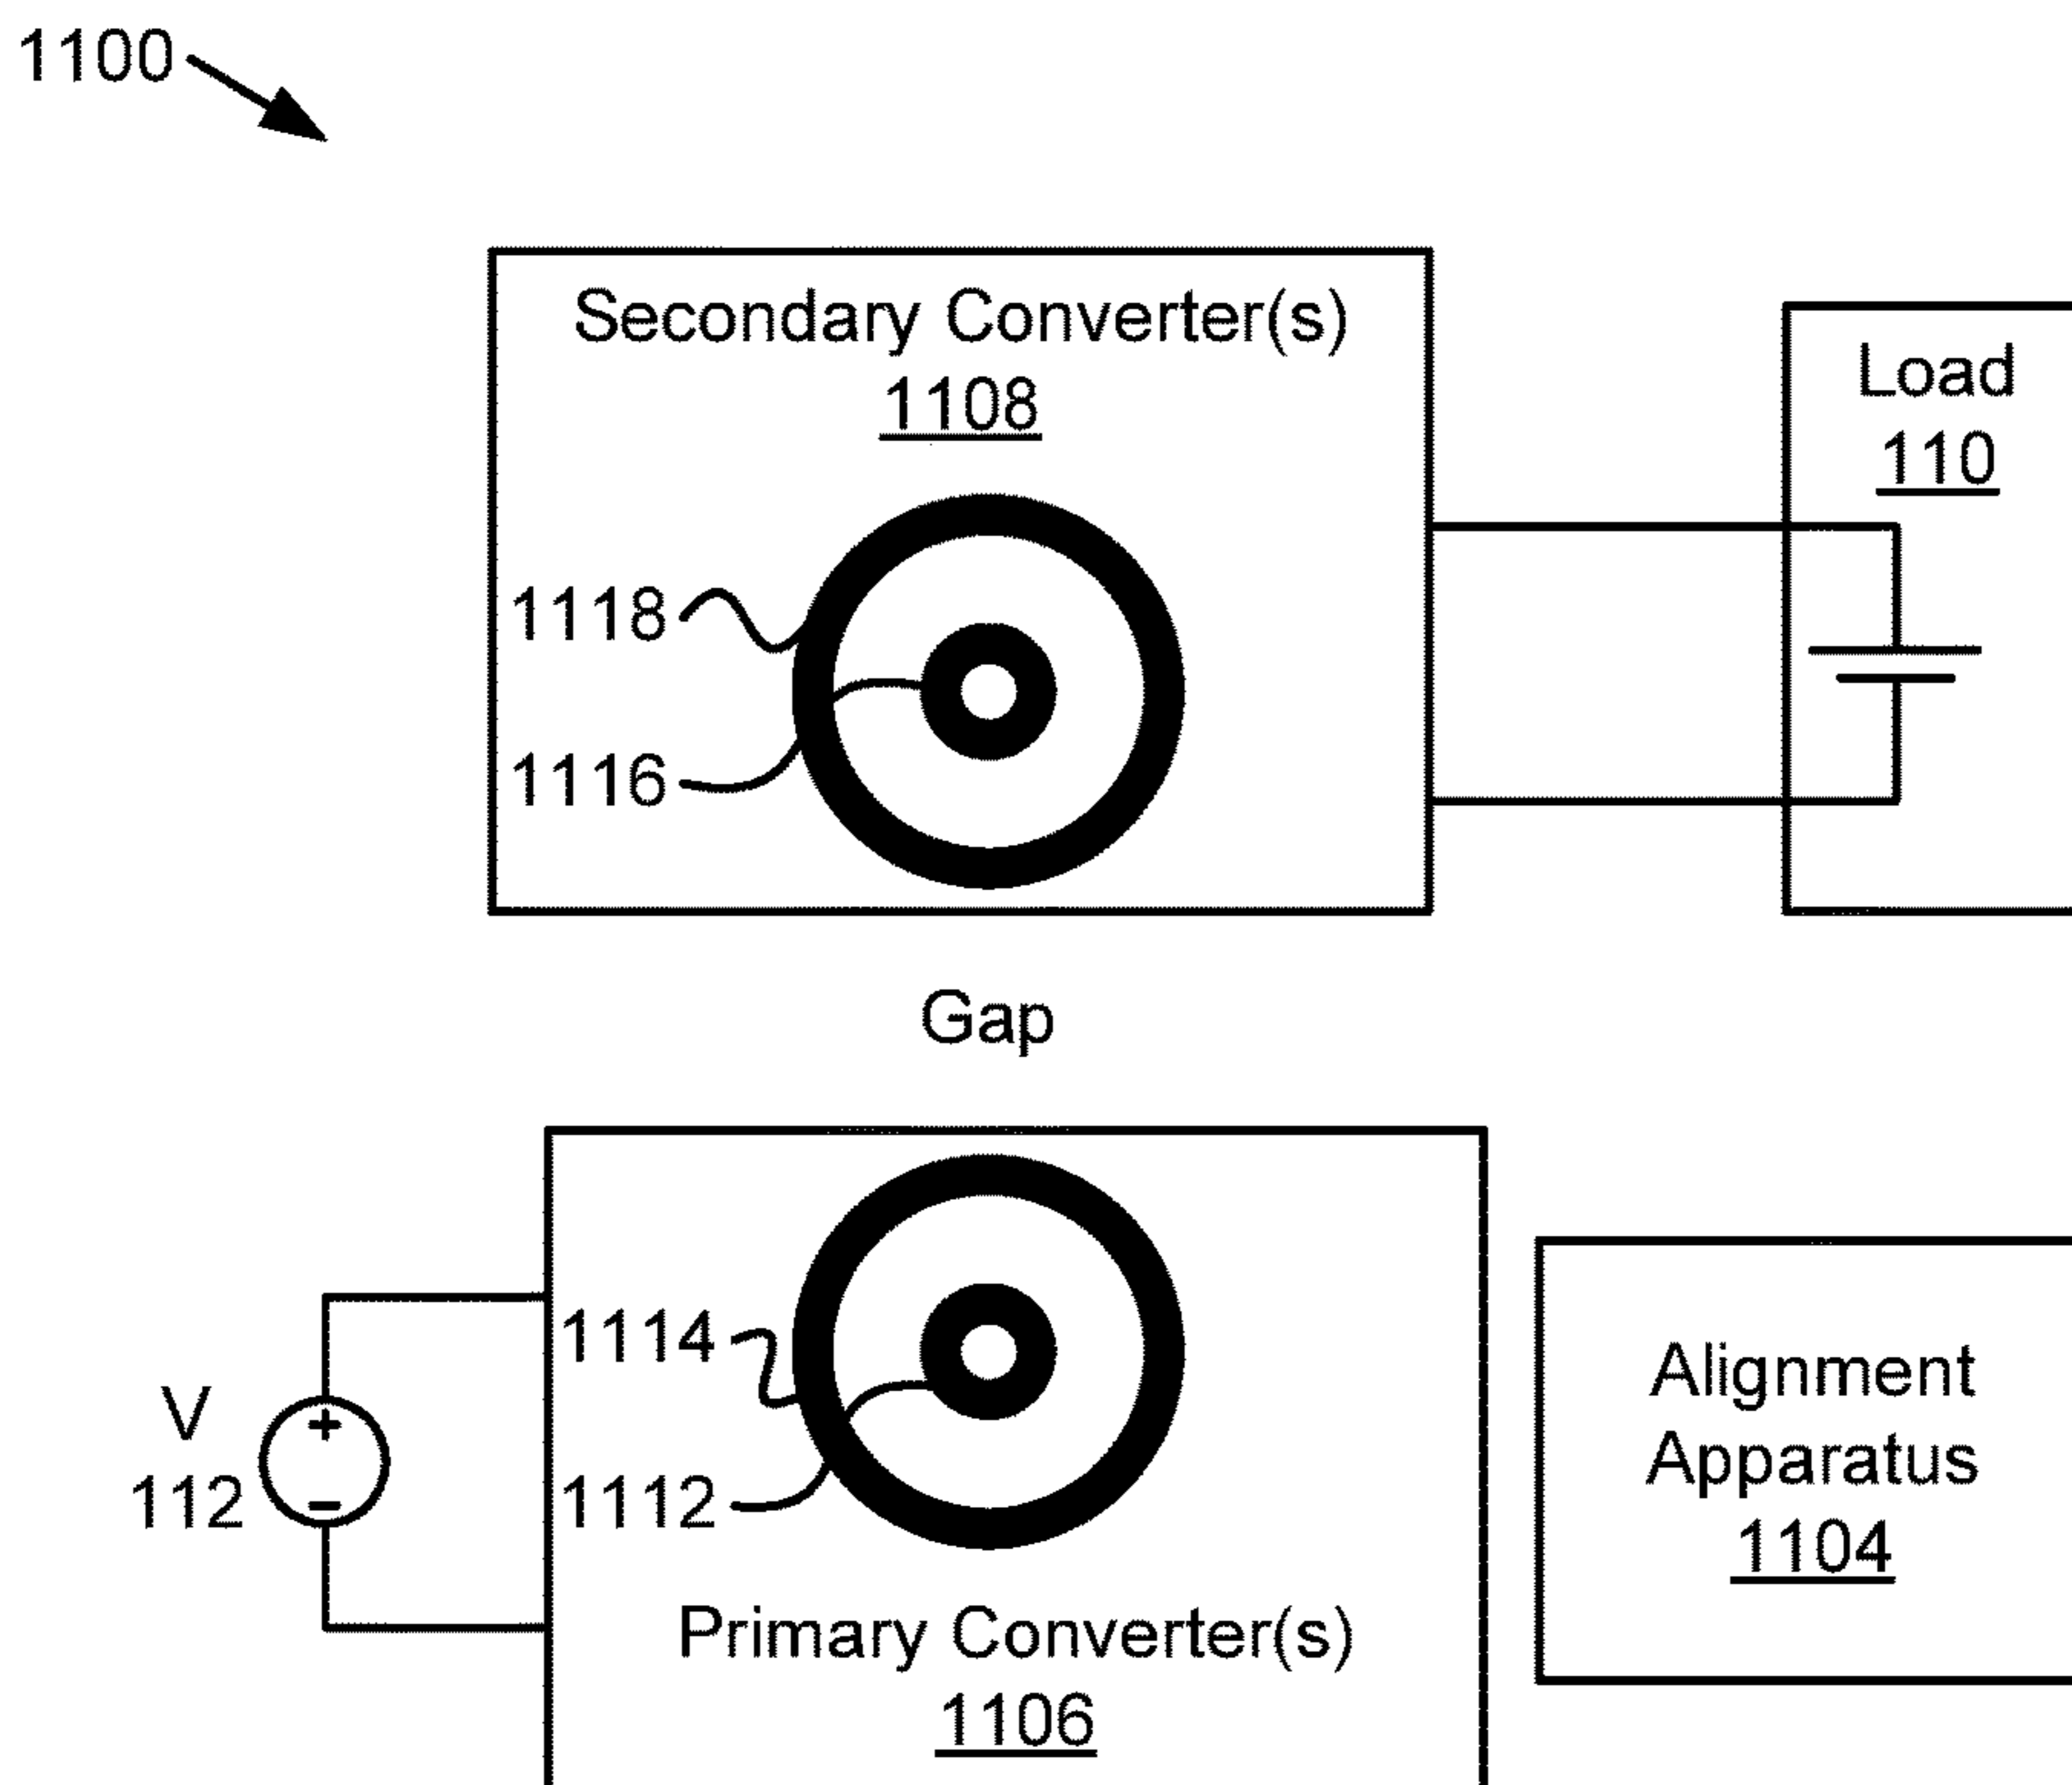 1100
Secondary Converter(s)
1108
Load
110
1118
1116
Gap
1114
V
112
1112
Alignment
Apparatus
1104
Primary Converter(s)
1106